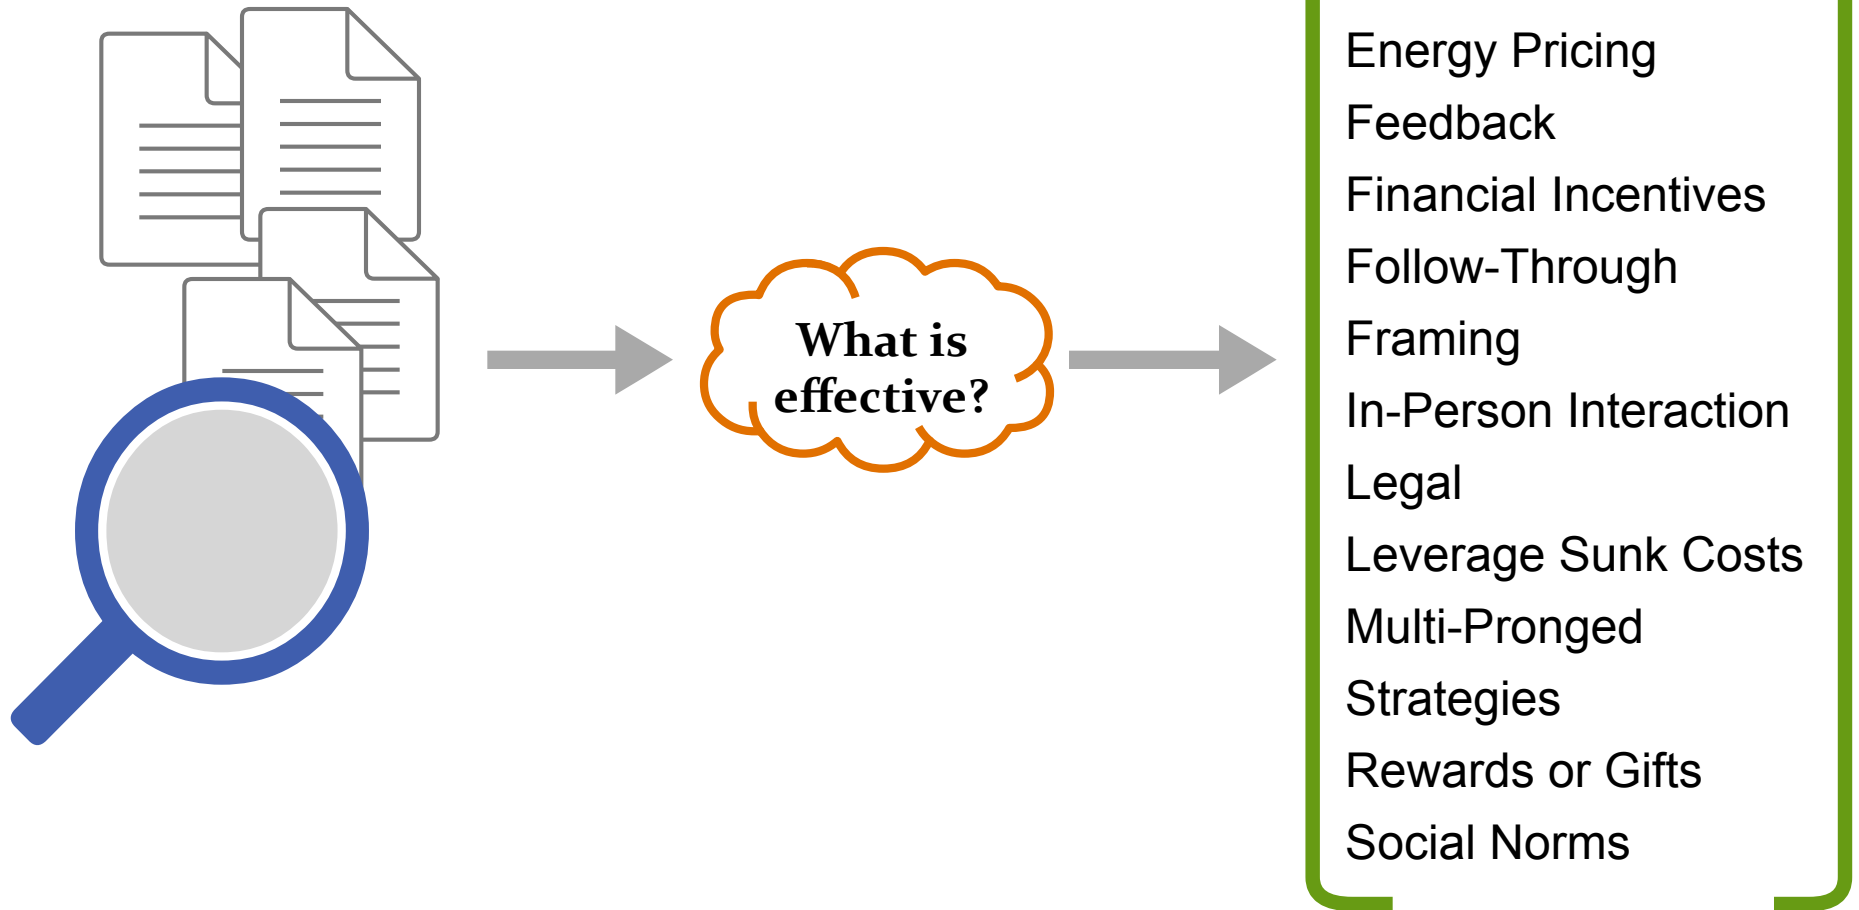 What is
effective?
Energy Pricing
Feedback
Financial Incentives
Follow-Through
Framing
In-Person Interaction
Legal
Leverage Sunk Costs
Multi-Pronged
Strategies
Rewards or Gifts
Social Norms